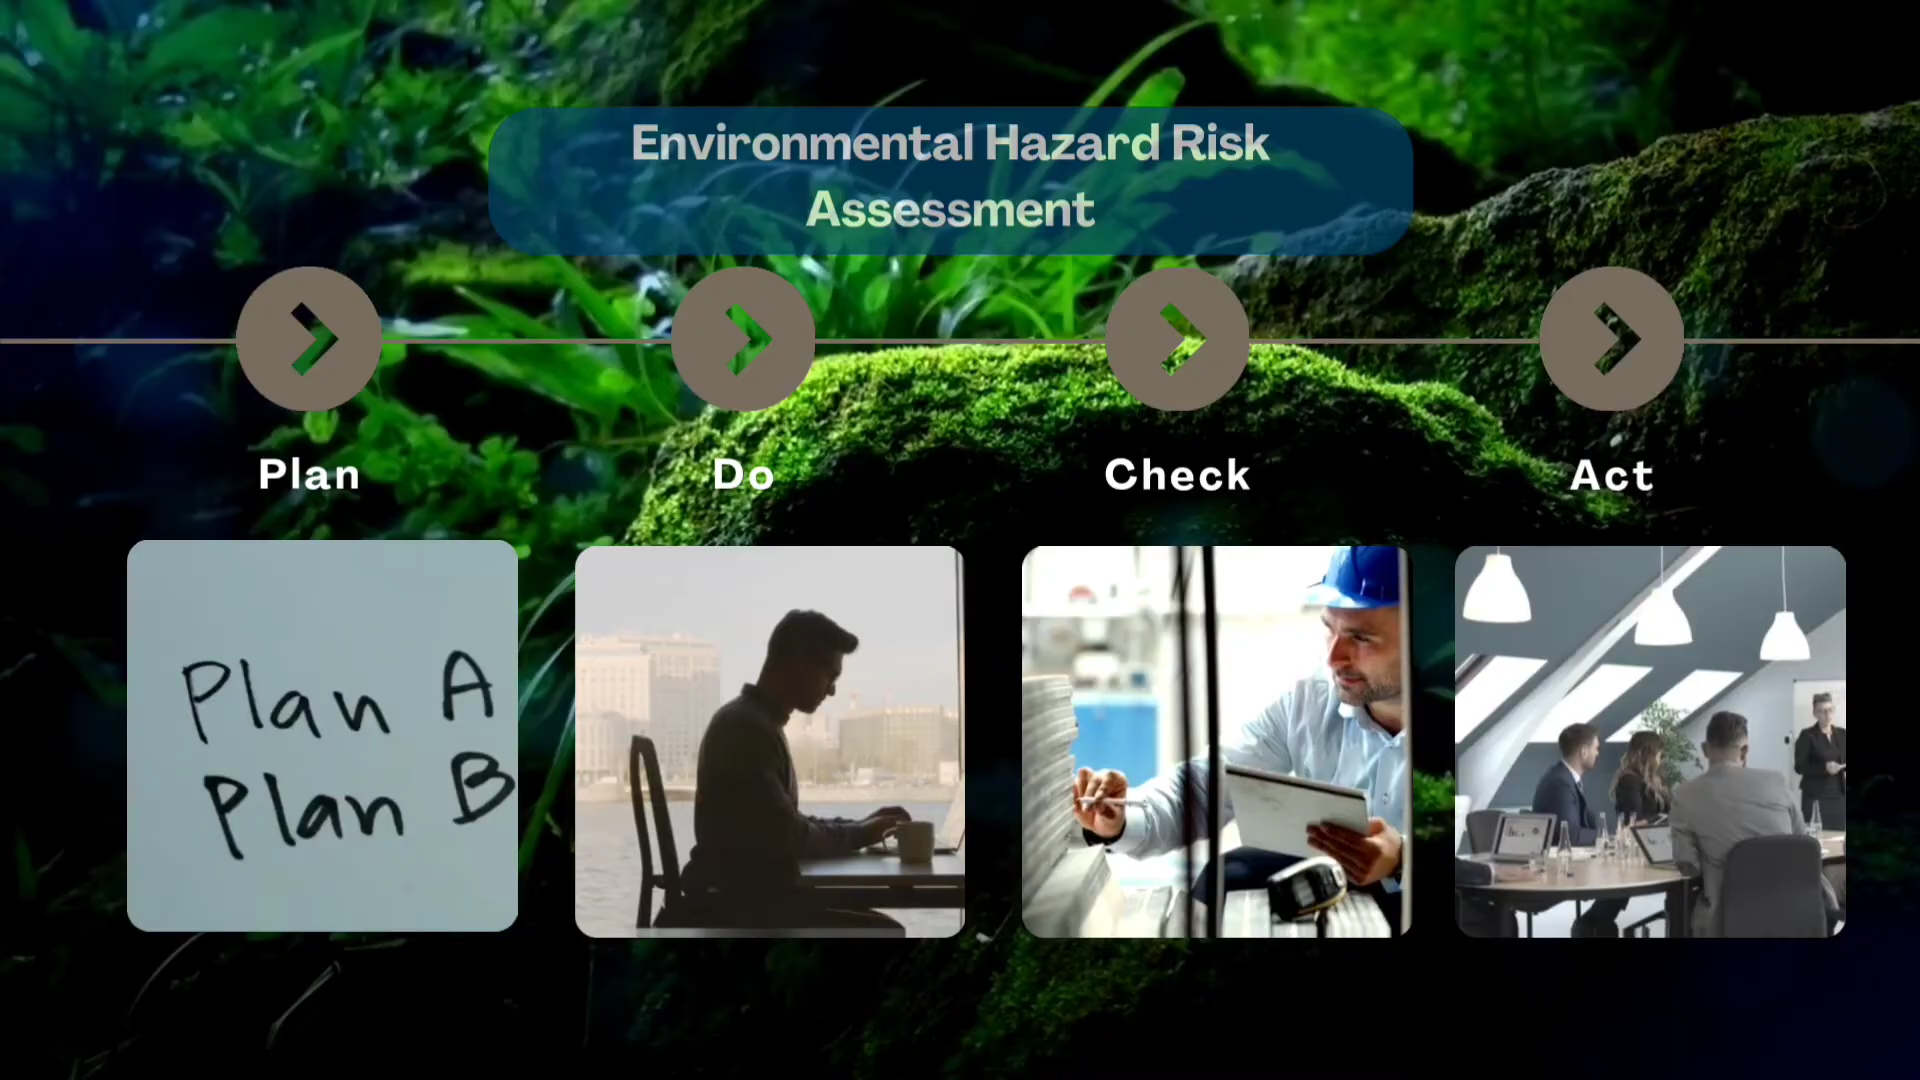 Environmental Hazard Risk
Assessment
Plan
Do
Check
Act
Plan A
Plan B